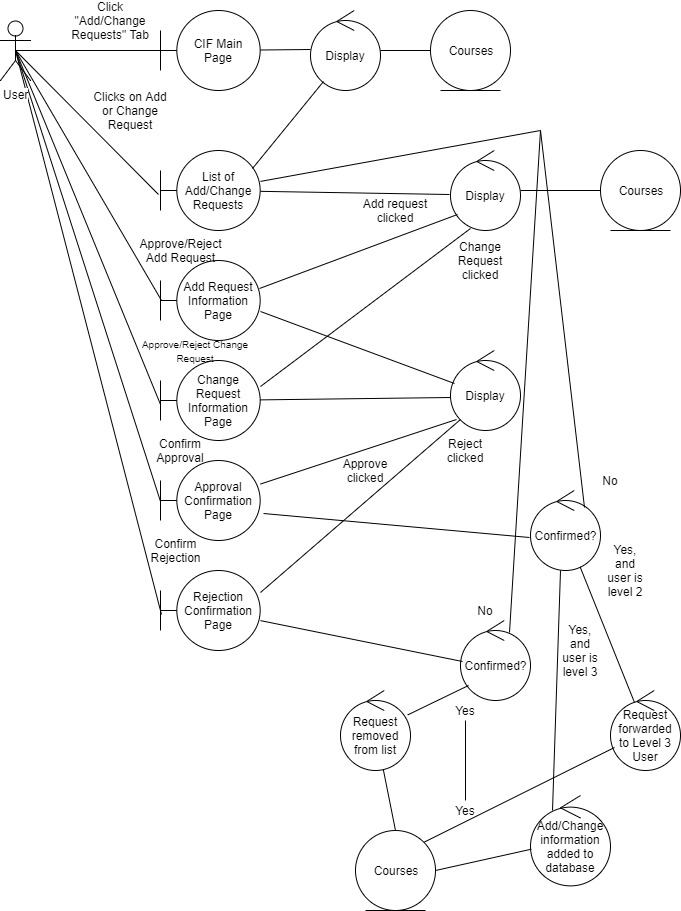 Click
"Add/Change
Requests" Tab
CIF Main
Page
Display
Courses
User
Clicks on Add
or Change
Request
List of
Add/Change
Requests
Add request
clicked
Display
Courses
Approve/Reject
Add Request
Change
Request
clicked
Add Request
Information
Page
Approve/Reject Change
Request
Change
Request
Information
Page
Display
Confirm
Approval
Approve
clicked
Reject
clicked
Approval
Confirmation
Page
No
Confirmed?
Confirm
Rejection
Yes,
and
user is
level 2
Rejection
Confirmation
Page
No
Yes,
and
user is
level 3
Confirmed?
Yes
Request
removed
from list
Request
forwarded
to Level 3
User
Yes
Add/Change
information
added to
database
Courses